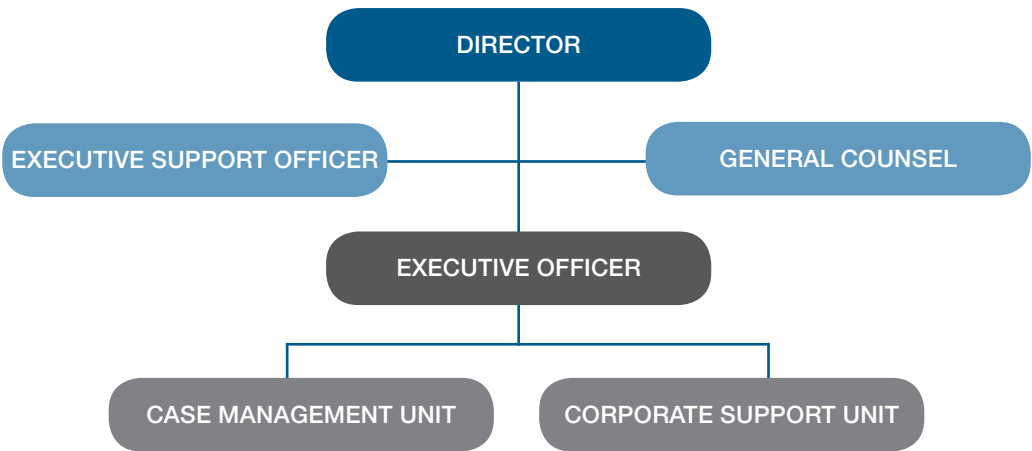 DIRECTOR
EXECUTIVE SUPPORT OFFICER
GENERAL COUNSEL
EXECUTIVE OFFICER
CASE MANAGEMENT UNIT
CORPORATE SUPPORT UNIT